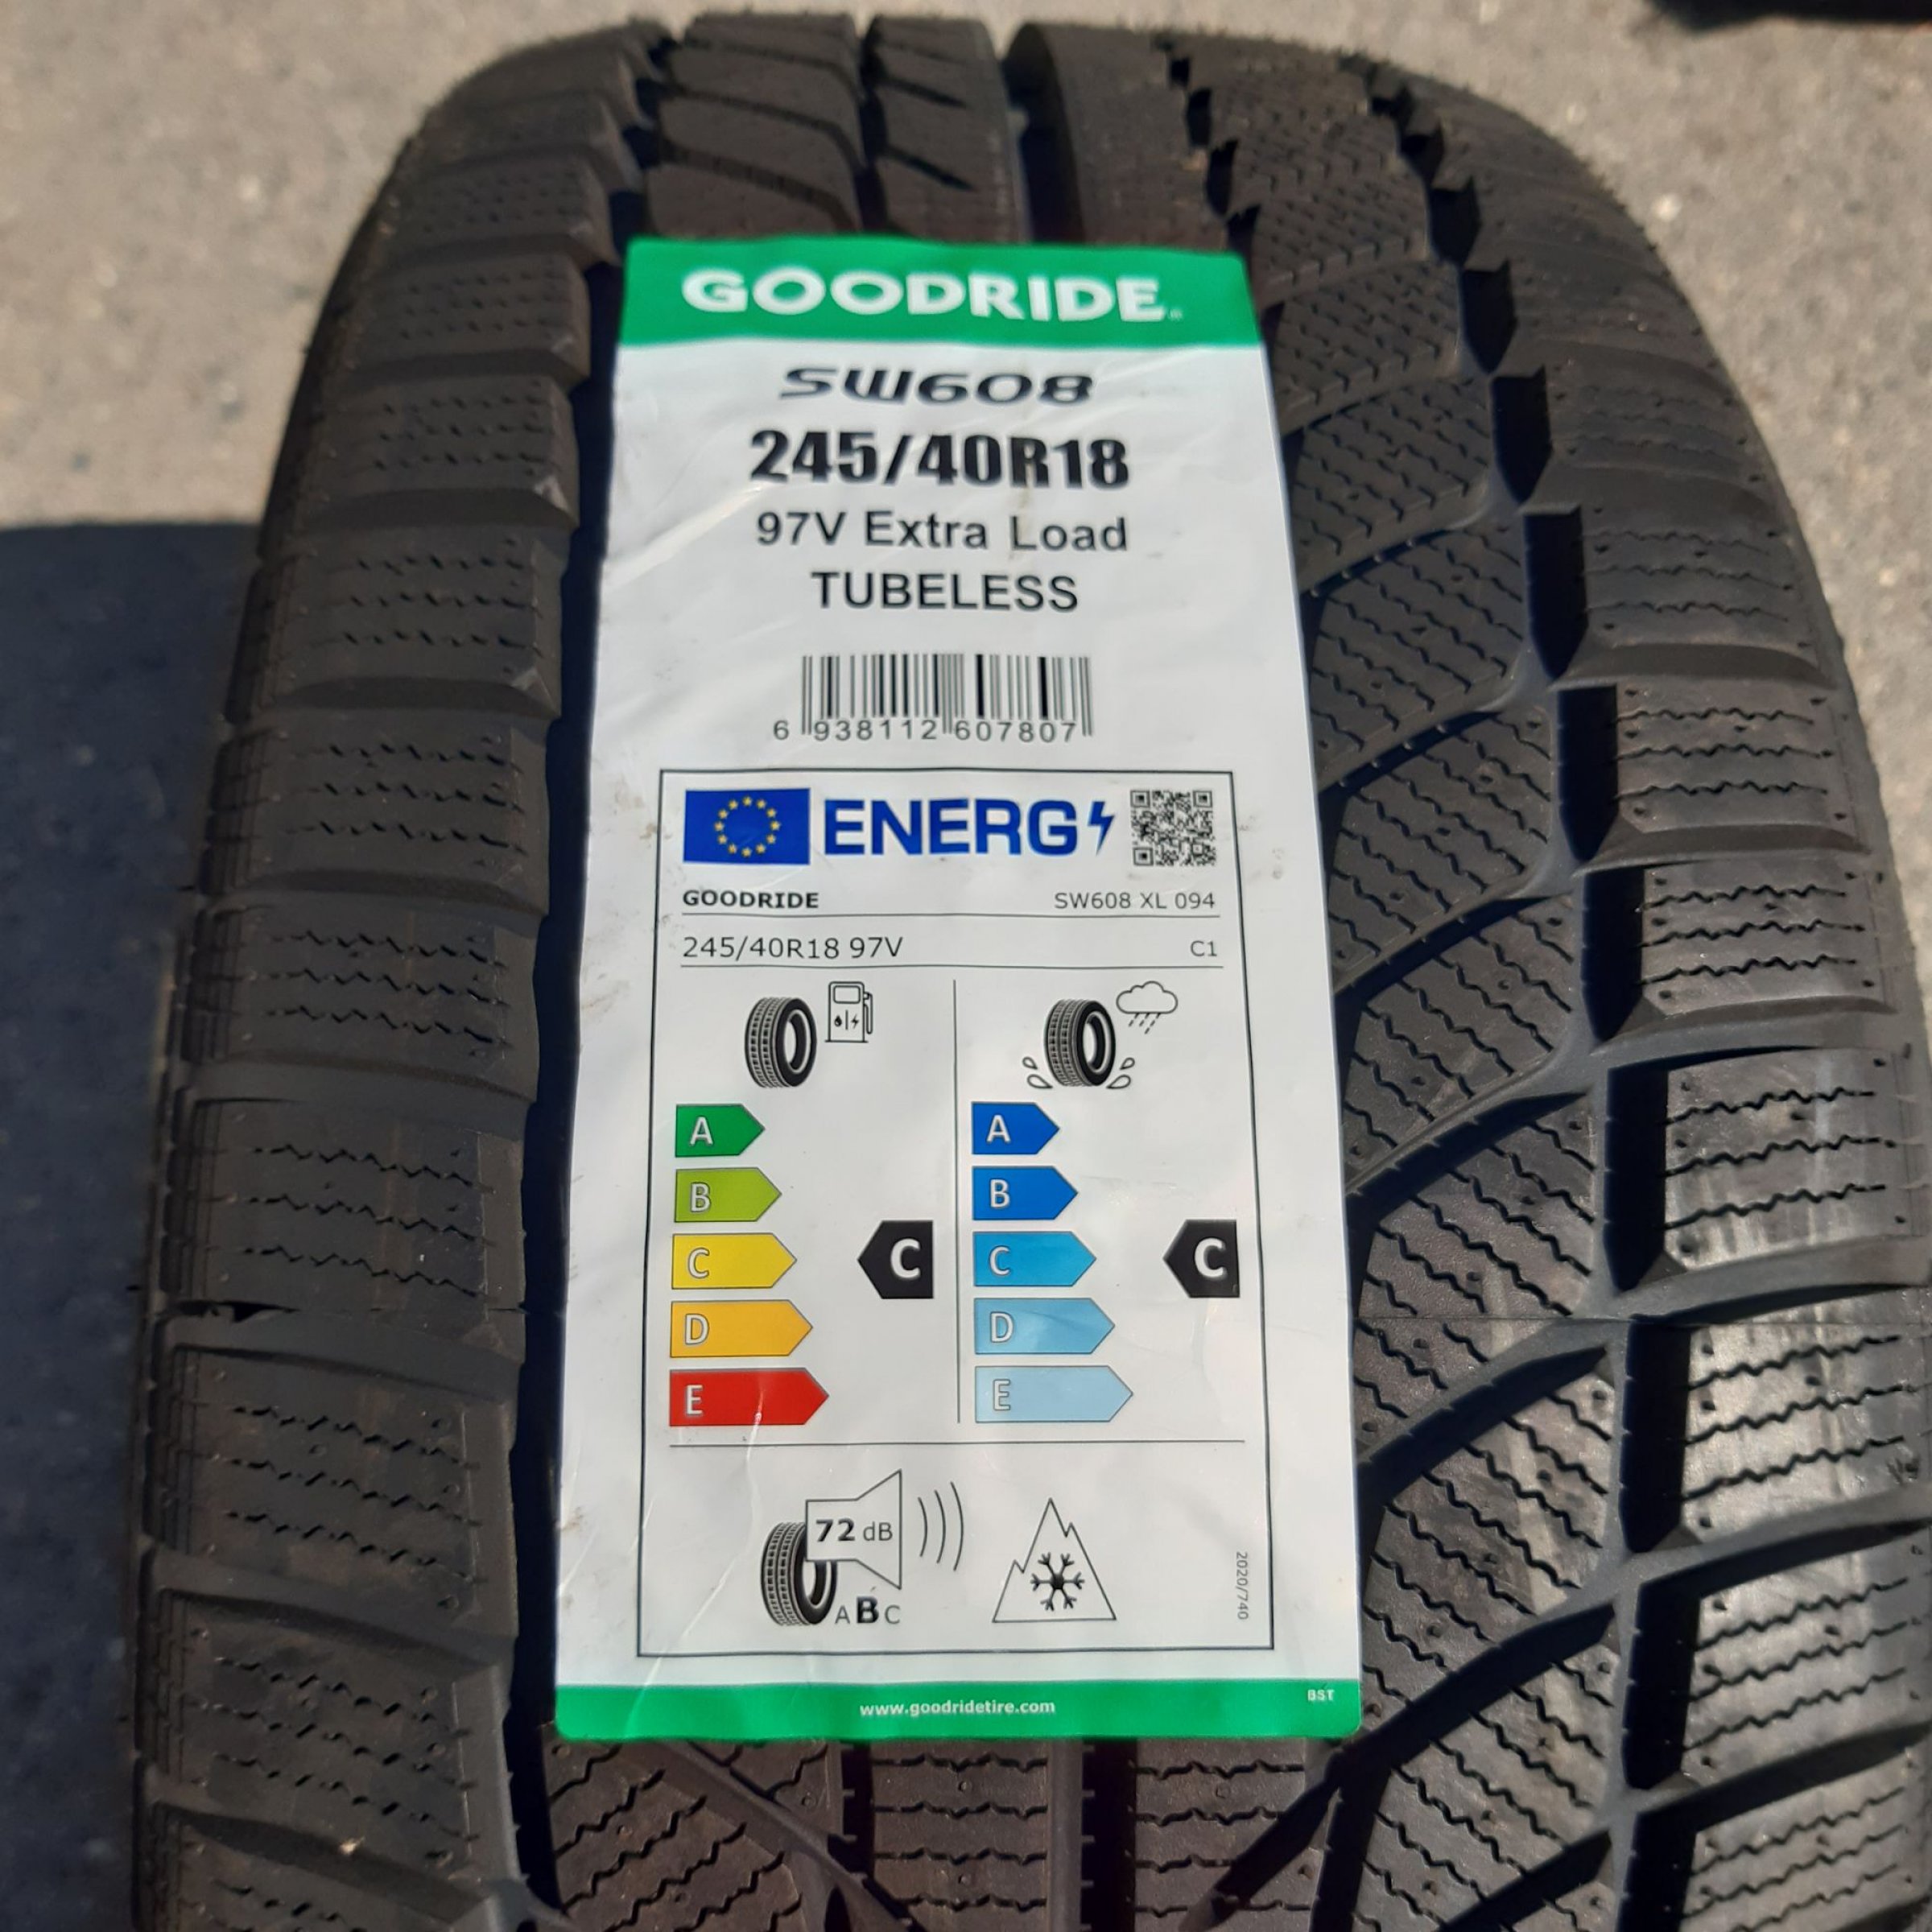 GOODRIDE
SW608
245/40R18
97V Extra Load
TUBELESS
6 938112 607807
ENERG
GOODRIDE SW608 XL 094
245/40R18 97V C1
A A
B B
C C C C
D D
E E
72 dB
A B C
2020/740
www.goodridetire.com BST